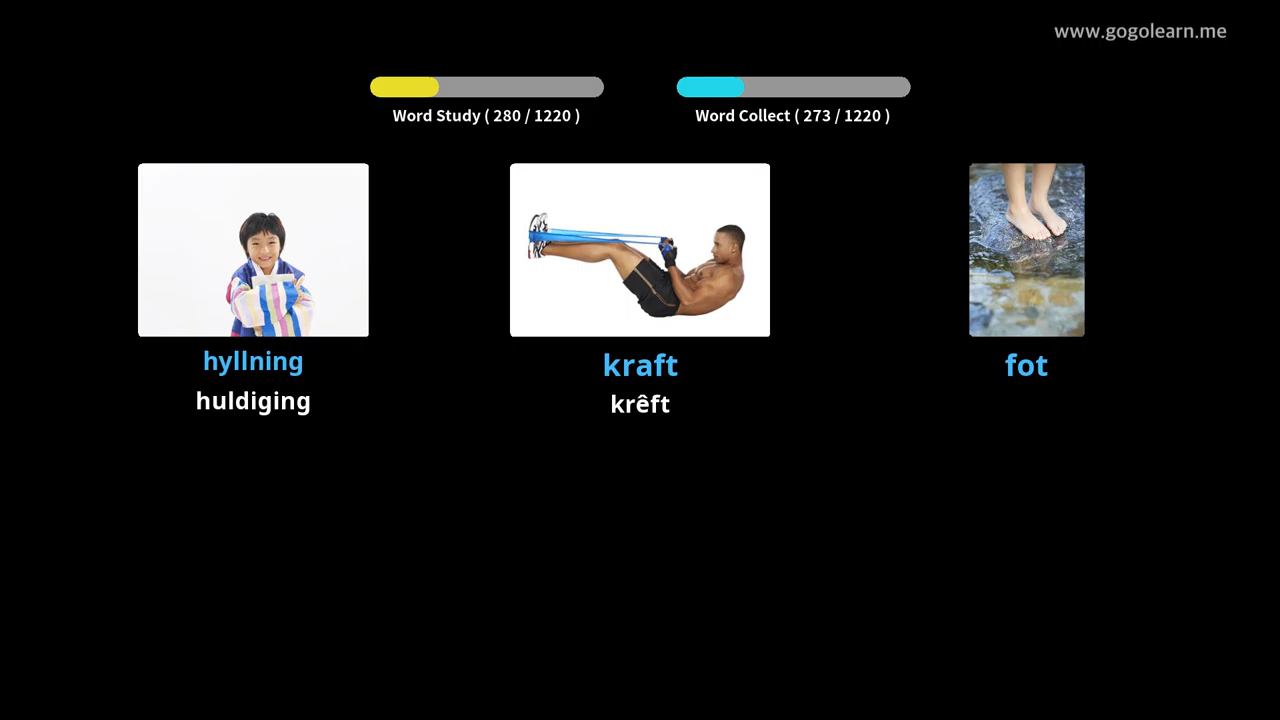 www.gogolearn.me
Word Study ( 280 / 1220 )
Word Collect ( 273 / 1220 )
hyllning
huldiging
kraft
krêft
fot